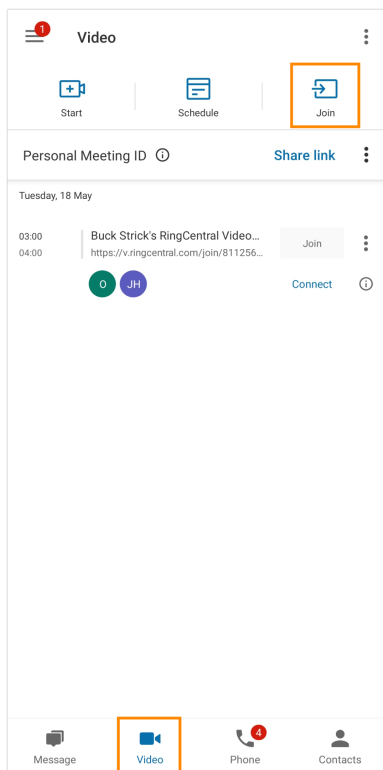 1
Video
Start Schedule Join
Personal Meeting ID Share link
Tuesday, 18 May
03:00 Buck Strick's RingCentral Video... Join
04:00 https://v.ringcentral.com/join/811256...
O JH Connect
4
Message Video Phone Contacts